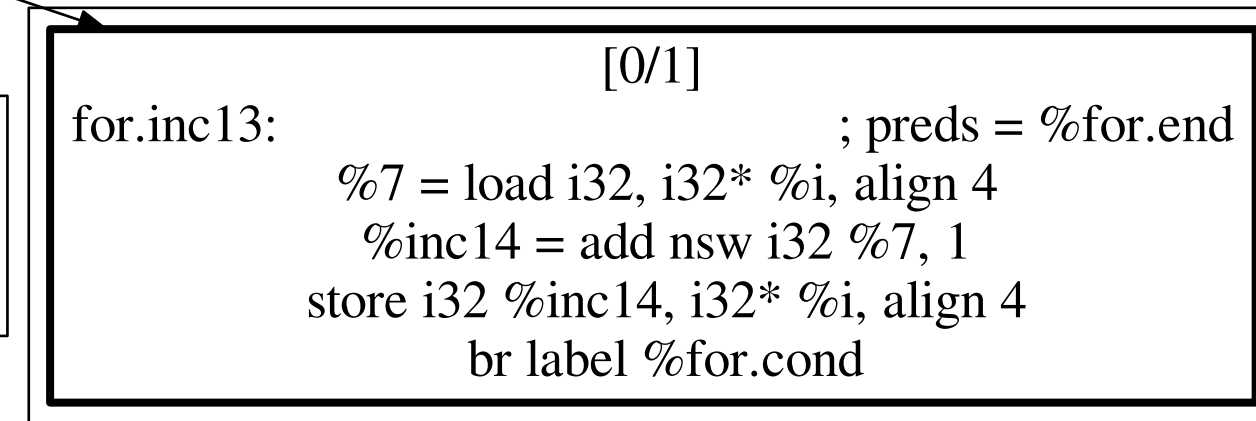 [0/1]
for.inc13: ; preds = %for.end
%7 = load i32, i32* %i, align 4
%inc14 = add nsw i32 %7, 1
store i32 %inc14, i32* %i, align 4
br label %for.cond